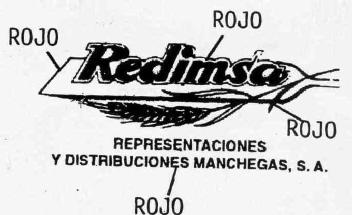 ROJO
ROJO
Redimsa
ROJO
REPRESENTACIONES
Y DISTRIBUCIONES MANCHEGAS, S. A.
ROJO